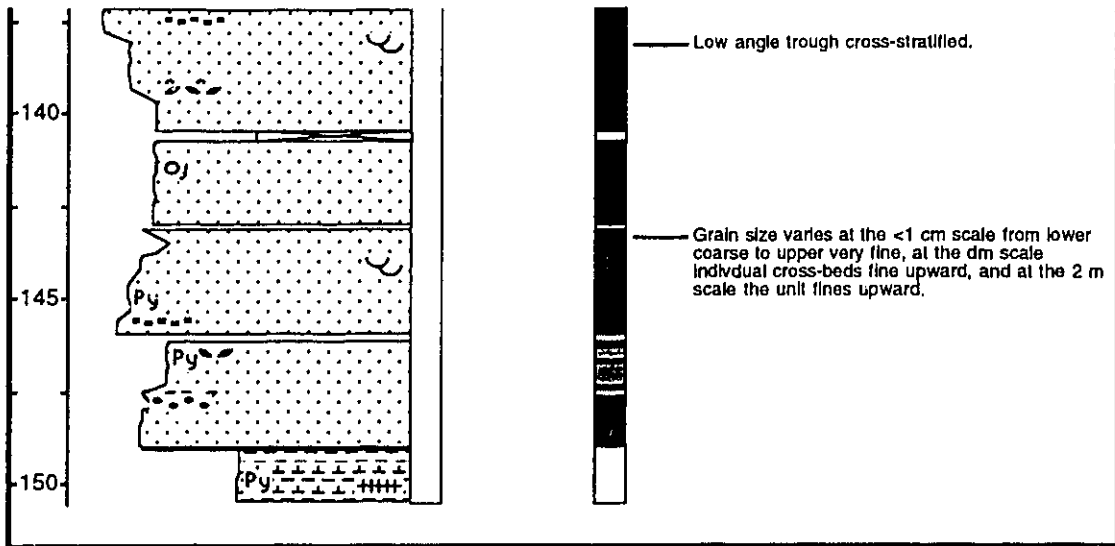 Low angle trough cross-stratified.
140
Oj
Grain size varies at the <1 cm scale from lower
coarse to upper very fine, at the dm scale
indivdual cross-beds fine upward, and at the 2 m
scale the unit fines upward.
145
Py
Py
Py
150